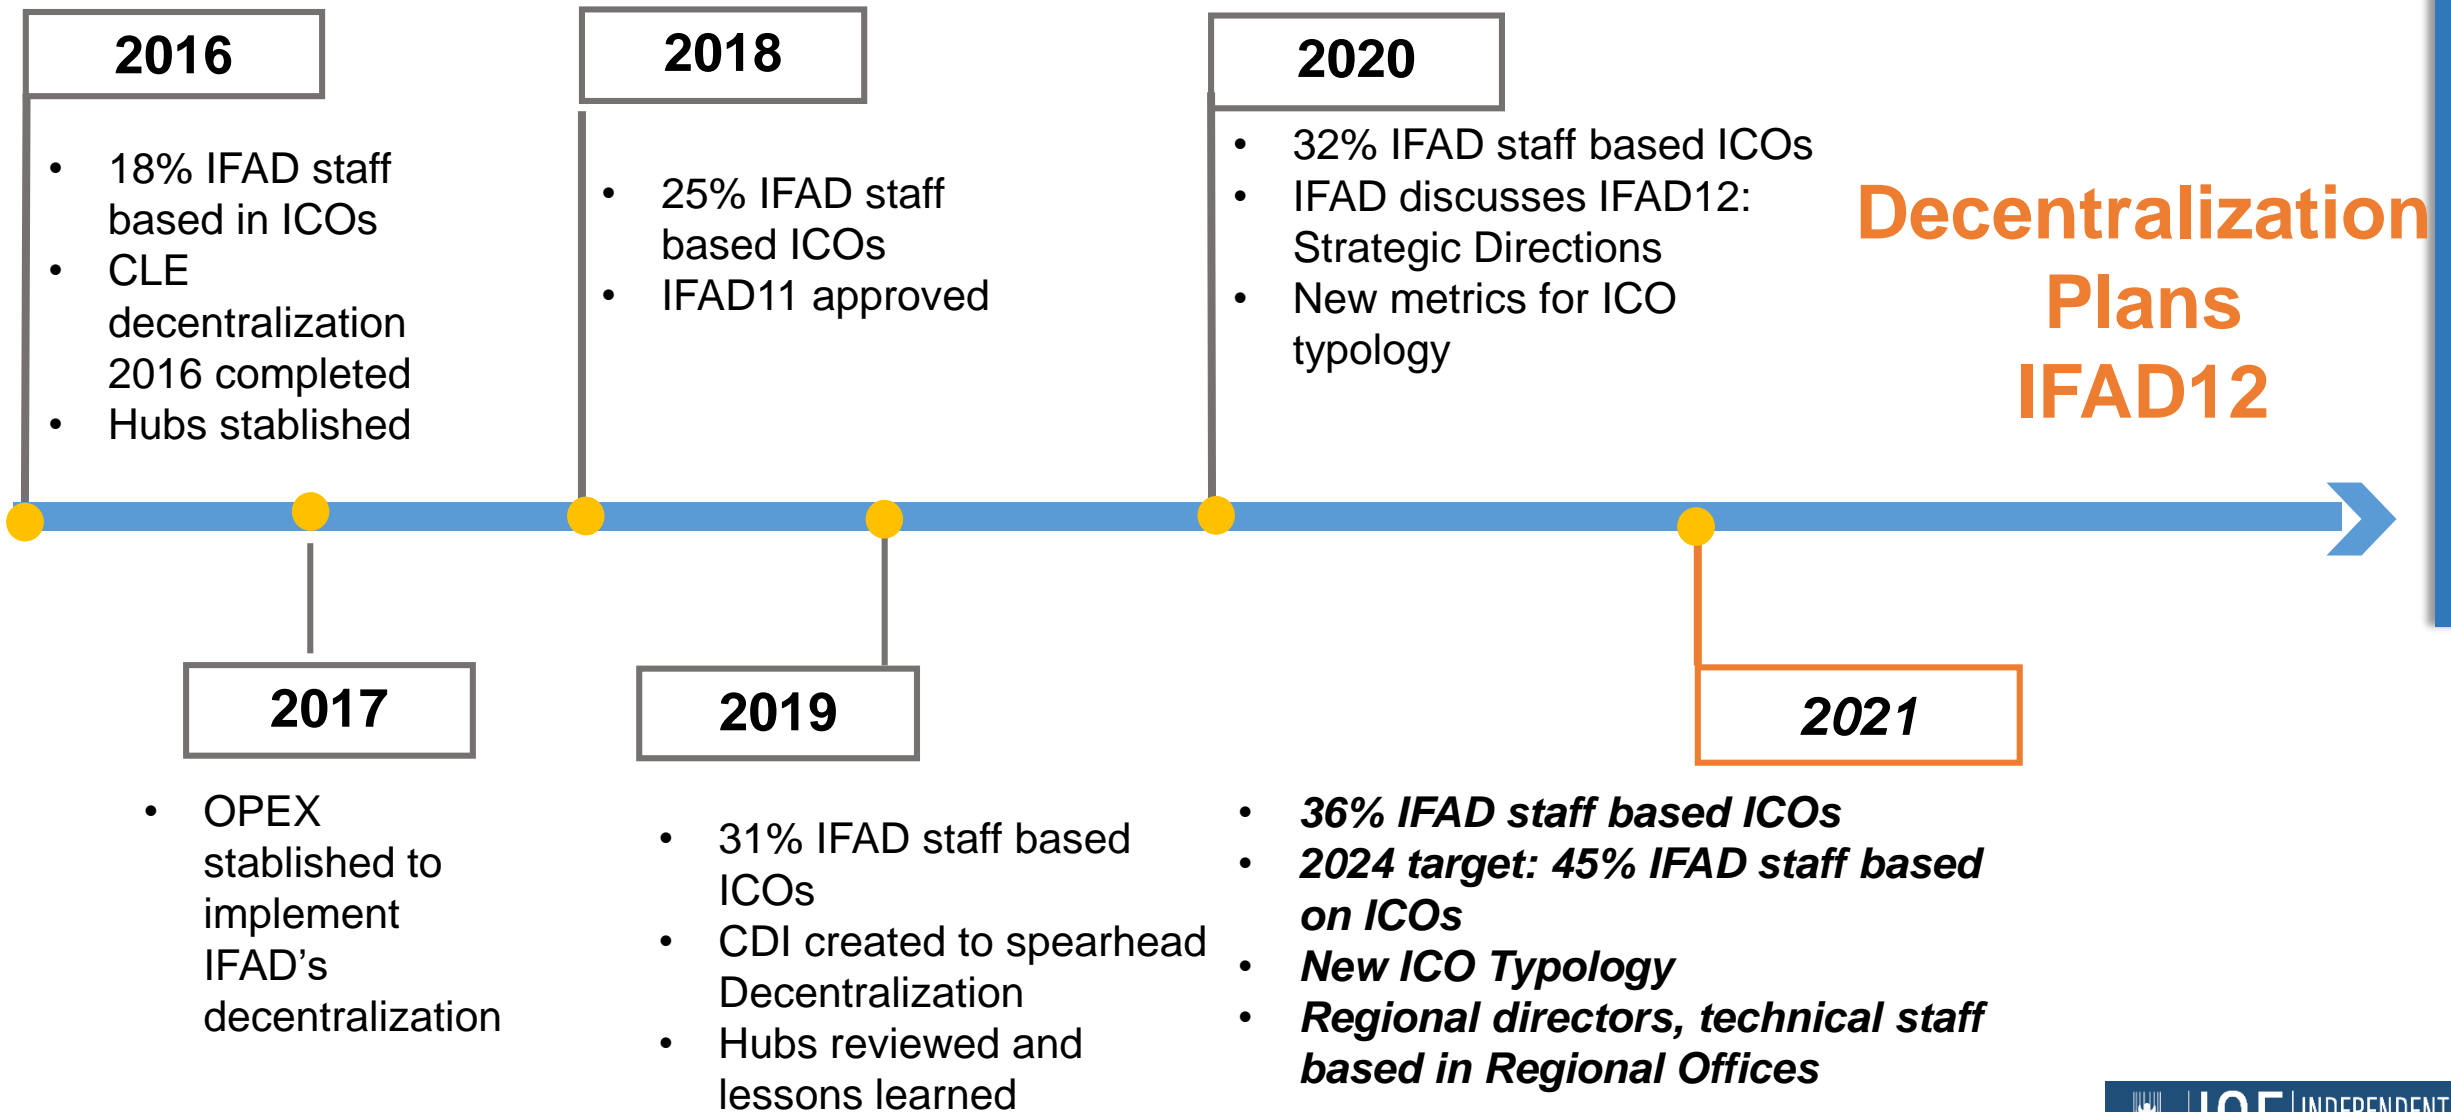 2016
• 18% IFAD staff
based in ICOs
• CLE
decentralization
2016 completed
• Hubs stablished
2018
• 25% IFAD staff
based ICOs
• IFAD11 approved
2020
• 32% IFAD staff based ICOs
• IFAD discusses IFAD12:
Strategic Directions
• New metrics for ICO
typology
Decentralization
Plans
IFAD12
2017
• OPEX
stablished to
implement
IFAD’s
decentralization
2019
• 31% IFAD staff based
ICOs
• CDI created to spearhead
Decentralization
• Hubs reviewed and
lessons learned
2021
• 36% IFAD staff based ICOs
• 2024 target: 45% IFAD staff based
on ICOs
• New ICO Typology
• Regional directors, technical staff
based in Regional Offices
IOE INDEPENDENT